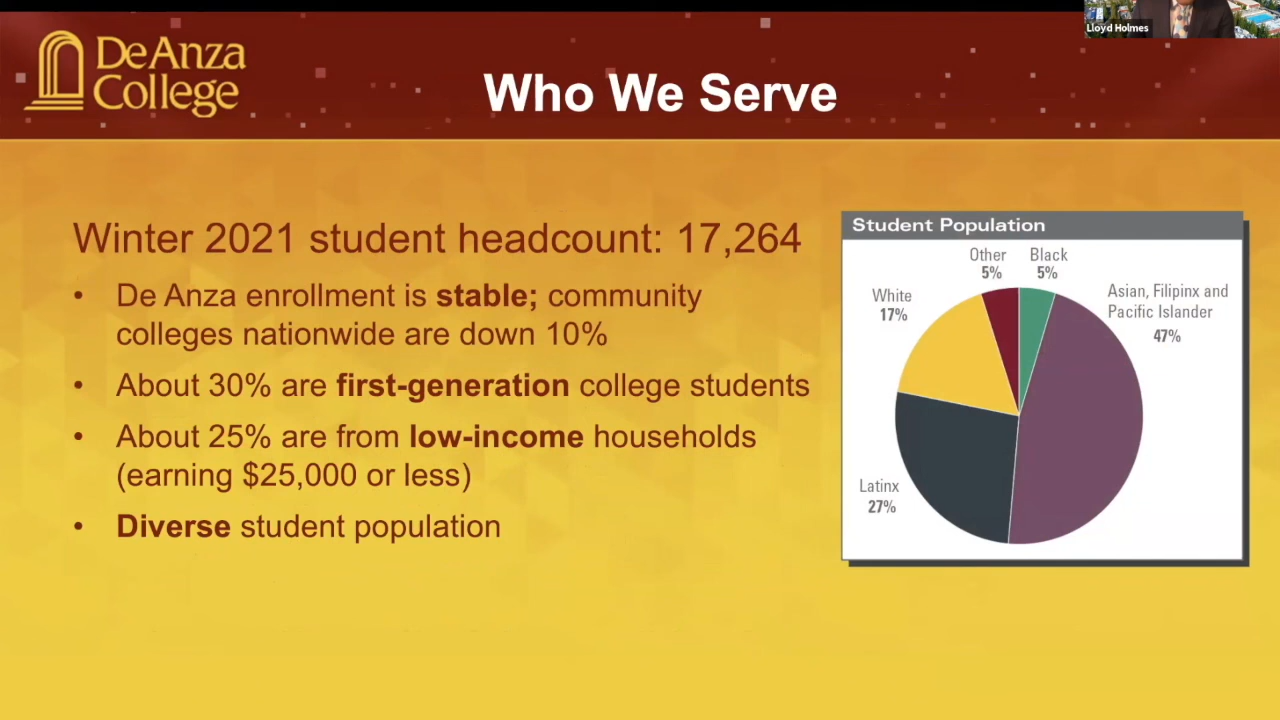 Lloyd Holmes
De Anza
College
Who We Serve
Winter 2021 student headcount: 17,264
• De Anza enrollment is stable; community
colleges nationwide are down 10%
• About 30% are first-generation college students
• About 25% are from low-income households
(earning $25,000 or less)
• Diverse student population
Student Population
Other
5%
Black
5%
White
17%
Asian, Filipinx and
Pacific Islander
47%
Latinx
27%